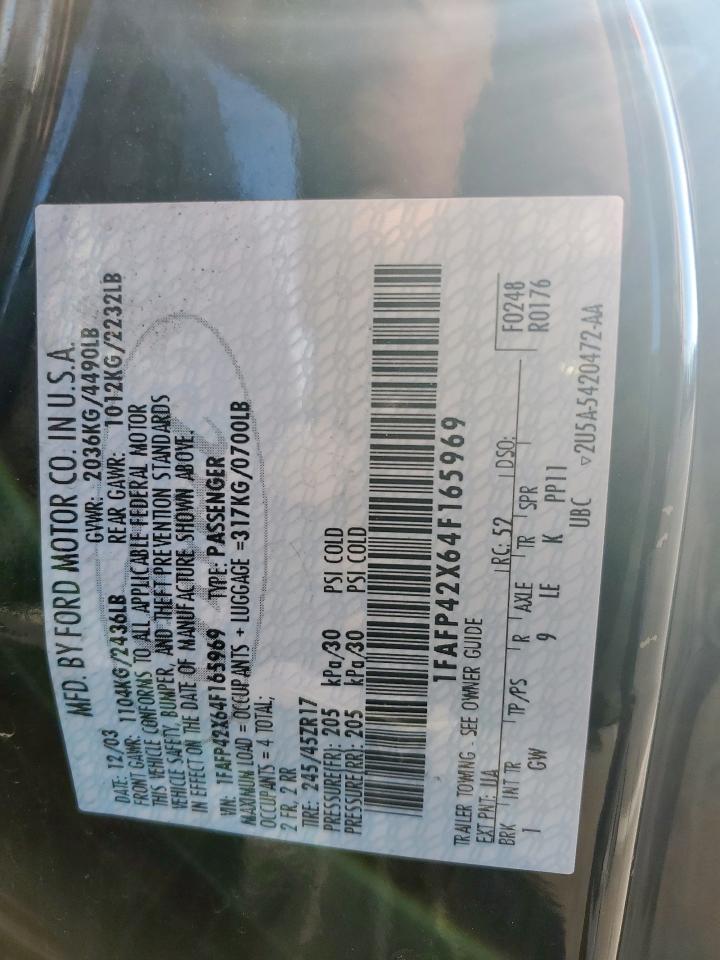 MFD. BY FORD MOTOR CO. IN U.S.A.
DATE: 12/03 GVWR: 2036KG/4490LB
FRONT GAWR: 1104KG/2436LB REAR GAWR: 1012KG/2232LB
THIS VEHICLE CONFORMS TO ALL APPLICABLE FEDERAL MOTOR
VEHICLE SAFETY, BUMPER, AND THEFT PREVENTION STANDARDS
IN EFFECT ON THE DATE OF MANUFACTURE SHOWN ABOVE.
VIN: 1FAFP42X64F165969 TYPE: PASSENGER
MAXIMUM LOAD = OCCUPANTS + LUGGAGE =317KG/0700LB
OCCUPANTS = 4 TOTAL;
2 FR, 2 RR
TIRE: 245/45ZR17
PRESSURE(FR): 205 kPa/30 PSI COLD
PRESSURE(RR): 205 kPa/30 PSI COLD
1FAFP42X64F165969
TRAILER TOWING - SEE OWNER GUIDE
EXT PNT: UA RC: 52 DSO: F0248
BRK INT TR TP/PS R AXLE TR SPR R0176
1 GW 9 LE K PP11
UBC ▽2U5A-5420472-AA